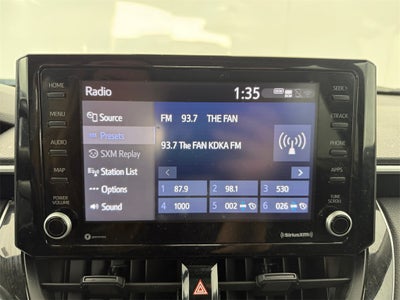 Radio 1:35
HOME
MENU
AUDIO
MAP
POWER
VOLUME
SEEK
TRACK
PHONE
APPS
TUNE
SCROLL
Source
Presets
SXM Replay
Station List
Options
Sound
FM 93.7 THE FAN
93.7 The FAN KDKA FM
1 87.9 2 98.1 3 530
4 1000 5 002 6 026
SiriusXM